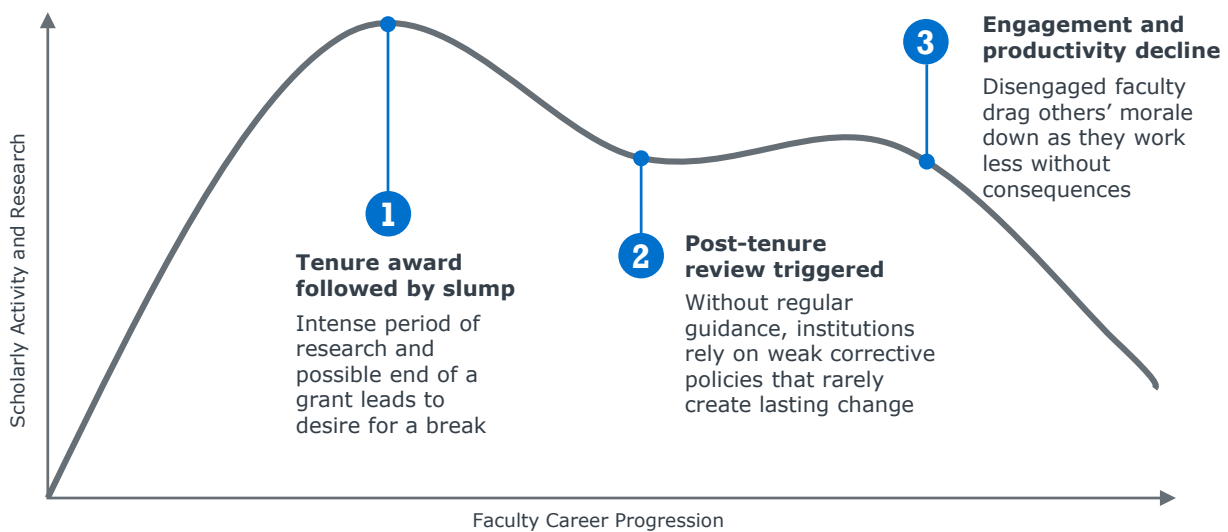 Scholarly Activity and Research
1
Tenure award
followed by slump
Intense period of
research and
possible end of a
grant leads to
desire for a break
2
Post-tenure
review triggered
Without regular
guidance, institutions
rely on weak corrective
policies that rarely
create lasting change
3
Engagement and
productivity decline
Disengaged faculty
drag others’ morale
down as they work
less without
consequences
Faculty Career Progression